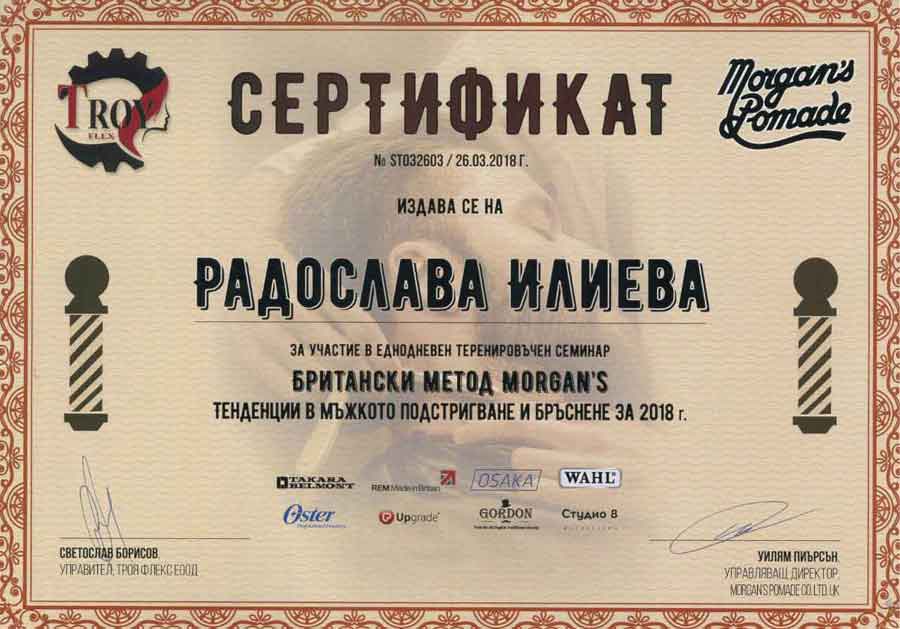 TROY
FLEX
СЕРТИФИКАТ
Morgan's
Pomade
№ ST032603 / 26.03.2018 Г.
ИЗДАВА СЕ НА
РАДОСЛАВА ИЛИЕВА
ЗА УЧАСТИЕ В ЕДНОДНЕВЕН ТЕРЕНИРОВЪЧЕН СЕМИНАР
БРИТАНСКИ МЕТОД MORGAN'S
ТЕНДЕНЦИИ В МЪЖКОТО ПОДСТРИГВАНЕ И БРЪСНЕНЕ ЗА 2018 г.
TAKARA BELMONT
REM Made in Britain
OSAKA
WAHL
Oster
Upgrade
GORDON
Студио 8
СВЕТОСЛАВ БОРИСОВ
УПРАВИТЕЛ, ТРОЯ ФЛЕКС ЕООД
УИЛЯМ ПИЪРСЪН,
УПРАВЛЯВАЩ ДИРЕКТОР,
MORGAN'S POMADE CO. LTD. UK